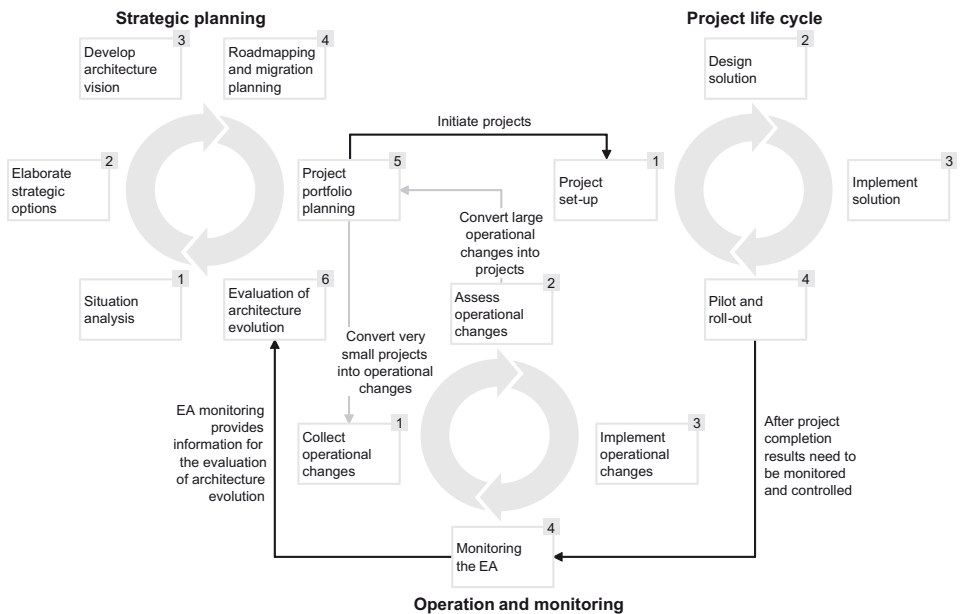 Strategic planning
Project life cycle
3
Develop
architecture
vision
4
Roadmapping
and migration
planning
2
Design
solution
Initiate projects
2
Elaborate
strategic
options
5
Project
portfolio
planning
1
Project
set-up
3
Implement
solution
Convert large
operational
changes into
projects
1
Situation
analysis
6
Evaluation of
architecture
evolution
2
Assess
operational
changes
4
Pilot and
roll-out
Convert very
small projects
into operational
changes
EA monitoring
provides
information for
the evaluation
of architecture
evolution
1
Collect
operational
changes
3
Implement
operational
changes
After project
completion
results need to
be monitored
and controlled
4
Monitoring
the EA
Operation and monitoring